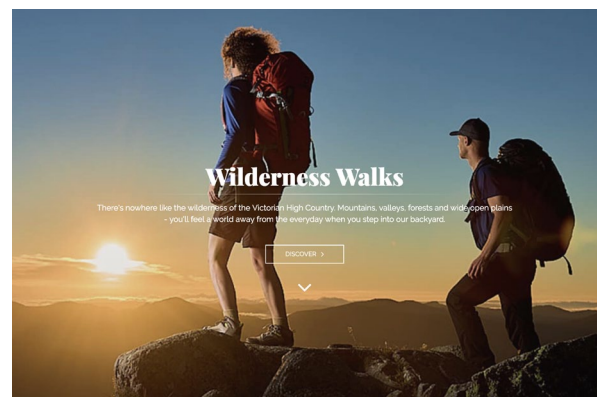 Wilderness Walks
There's nowhere like the wilderness of the Victorian High Country. Mountains, valleys, forests and wide open plains
- you'll feel a world away from the everyday when you step into our backyard.
DISCOVER >